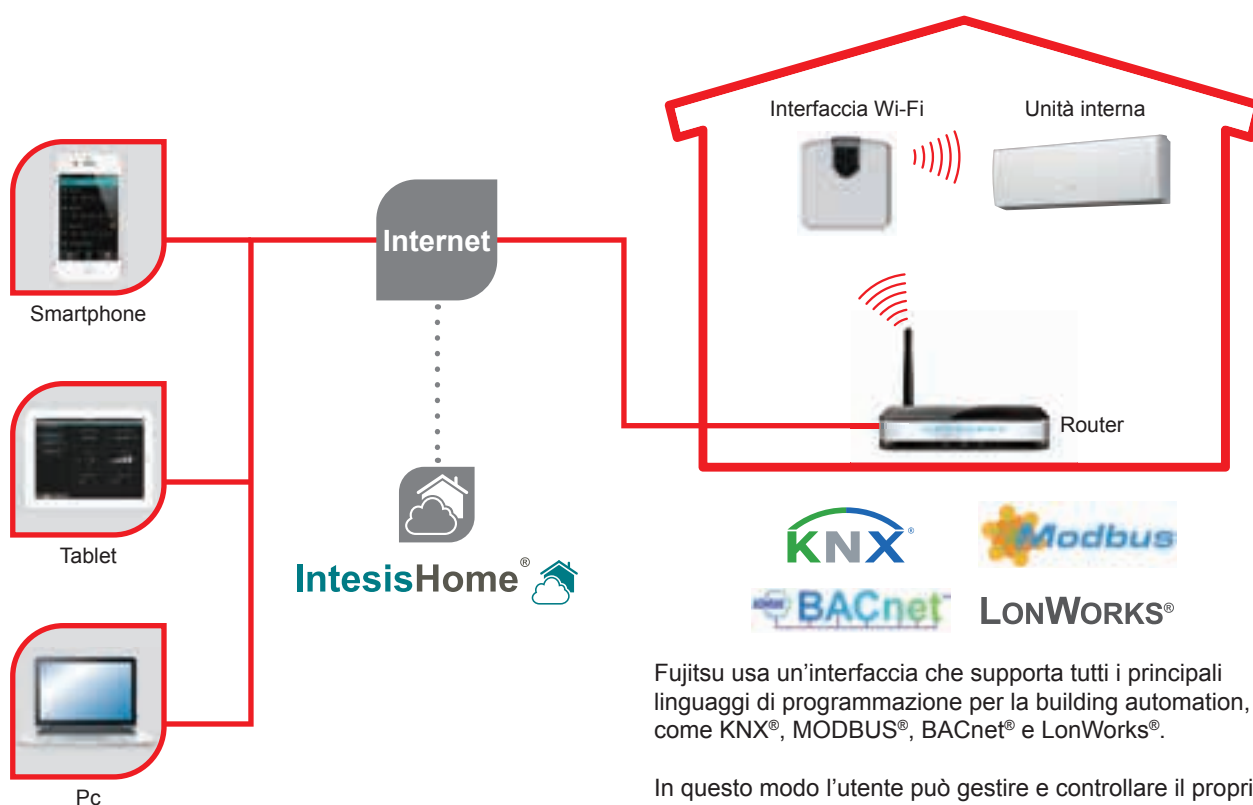 Interfaccia Wi-Fi
Unità interna
Internet
Smartphone
Router
Tablet
IntesisHome®
KNX®
Modbus
BACnet™
LONWORKS®
Fujitsu usa un’interfaccia che supporta tutti i principali
linguaggi di programmazione per la building automation,
come KNX®, MODBUS®, BACnet® e LonWorks®.
Pc
In questo modo l’utente può gestire e controllare il propri